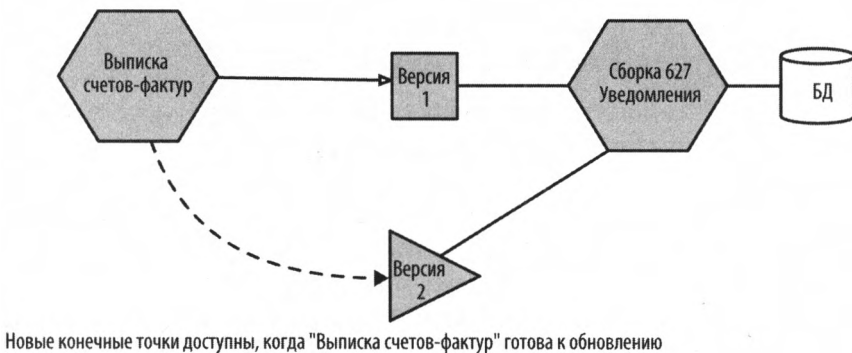 Выписка
счетов-фактур
Версия
1
Сборка 627
Уведомления
БД
Версия
2
Новые конечные точки доступны, когда "Выписка счетов-фактур" готова к обновлению